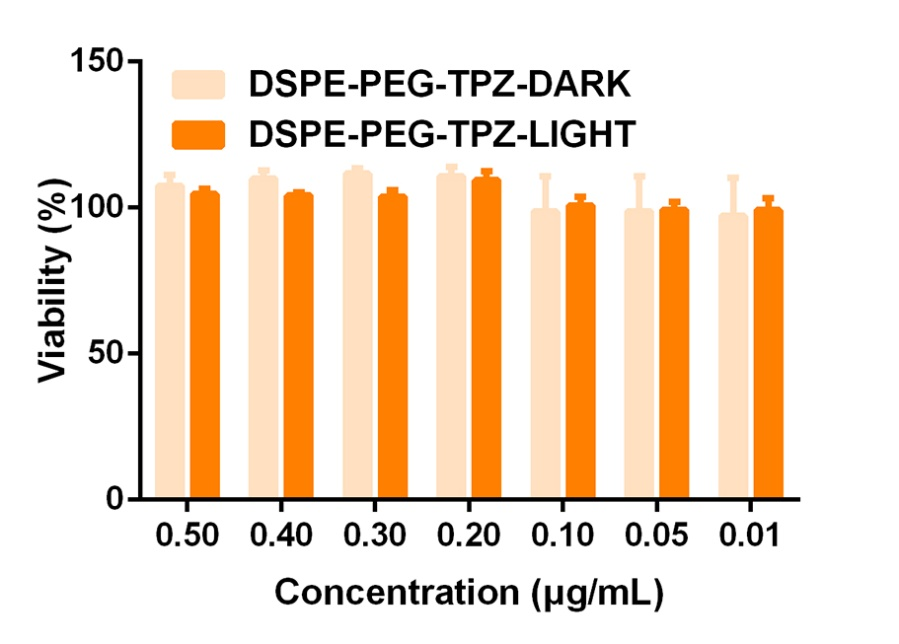 150
DSPE-PEG-TPZ-DARK
DSPE-PEG-TPZ-LIGHT
100
50
0
Viability (%)
0.50 0.40 0.30 0.20 0.10 0.05 0.01
Concentration (μg/mL)